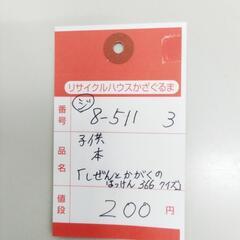 リサイクルハウスかざぐるま
番号 ジ 8-511 3
品名 子供
本
「しぜんとかがくの
はっけん 366 クイズ」
値段 200 円